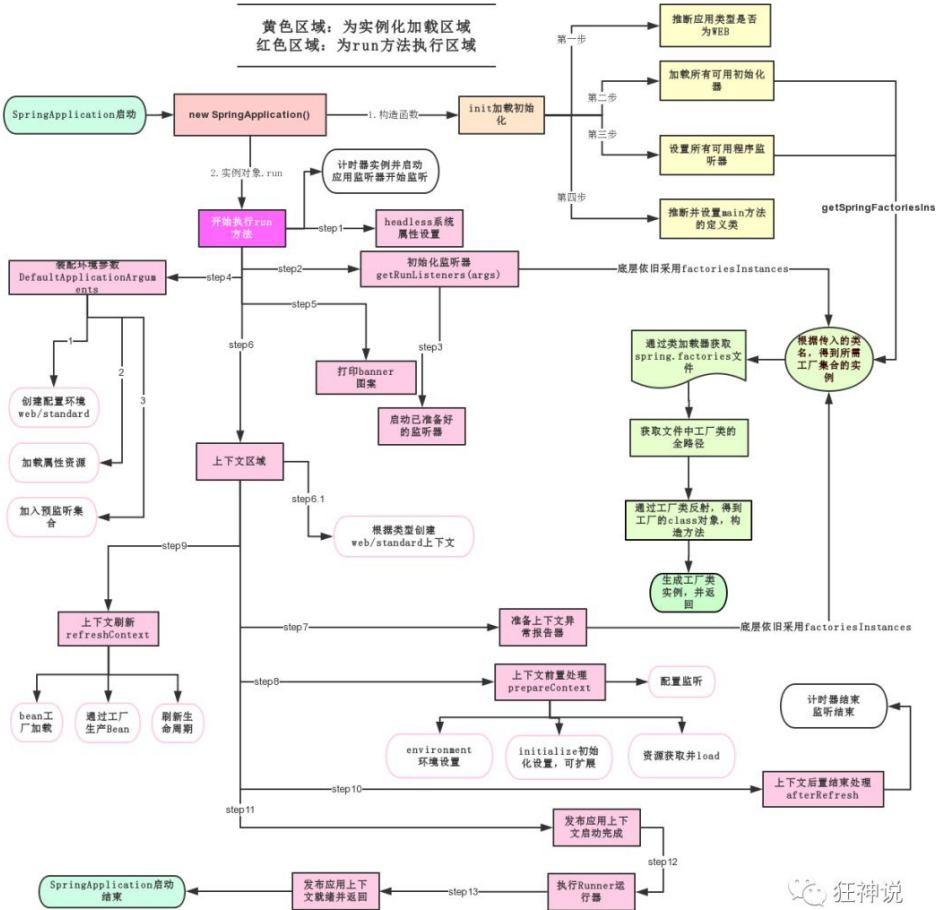 黄色区域：为实例化加载区域
红色区域：为run方法执行区域
SpringApplication启动
new SpringApplication()
1.构造函数
init加载初始
化
第一步
推断应用类型是否
为WEB
第二步
加载所有可用初始化
器
第三步
设置所有可用程序监
听器
第四步
推断并设置main方法
的定义类
getSpringFactoriesIns
2.实例对象.run
计时器实例并启动
应用监听器开始监听
开始执行run
方法
step1
headless系统
属性设置
step2
初始化监听器
getRunListeners(args)
底层依旧采用factoriesInstances
step3
启动已准备好
的监听器
step4
装配环境参数
DefaultApplicationArgum
ents
1
创建配置环境
web/standard
2
加载属性资源
3
加入预监听集
合
step5
打印banner
图案
step6
上下文区域
step6.1
根据类型创建
web/standard上下文
根据传入的类
名，得到所需
工厂集合的实
例
通过类加载器获取
spring.factories文
件
获取文件中工厂类的
全路径
通过工厂类反射，得到
工厂的class对象，构
造方法
生成工厂类
实例，并返
回
step7
准备上下文异
常报告器
底层依旧采用factoriesInstances
step8
上下文前置处理
prepareContext
配置监听
environment
环境设置
initialize初始
化设置，可扩展
资源获取并load
step9
上下文刷新
refreshContext
bean工
厂加载
通过工厂
生产Bean
刷新生
命周期
step10
上下文后置结束处理
afterRefresh
计时器结束
监听结束
step11
发布应用上下
文启动完成
step12
执行Runner运
行器
step13
发布应用上下
文就绪并返回
SpringApplication启动
结束
狂神说